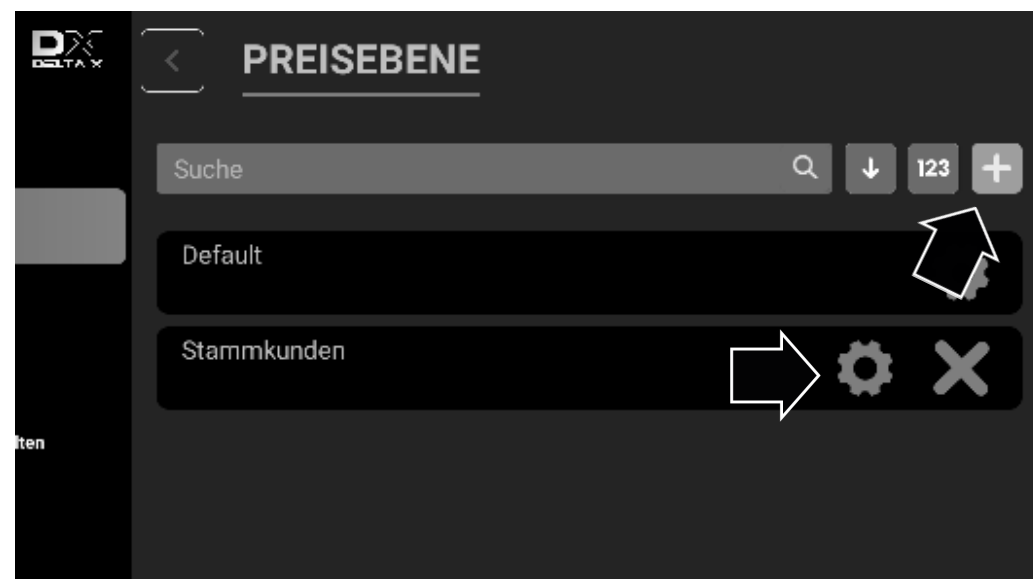 DX
DELTA X
PREISEBENE
Suche
123
Default
Stammkunden
lten